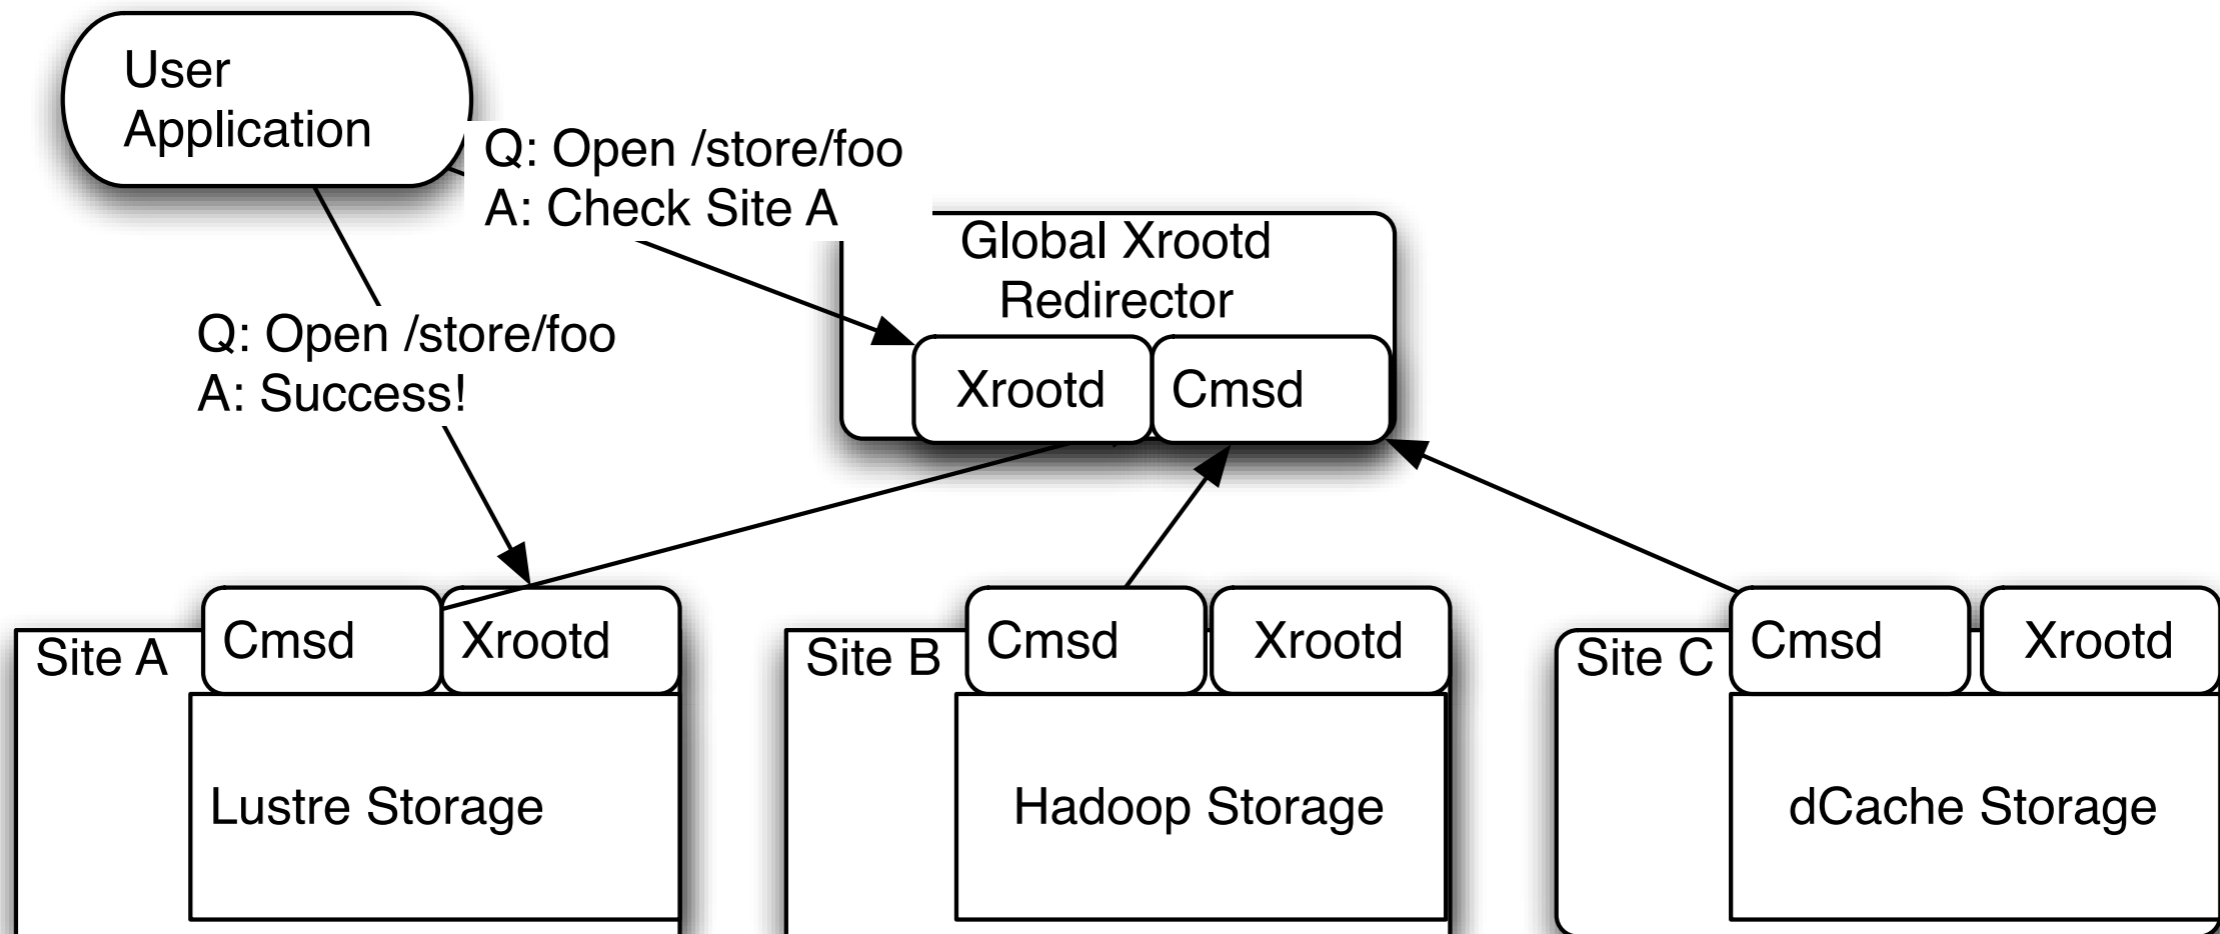 User
Application
Q: Open /store/foo
A: Check Site A
Global Xrootd
Redirector
Xrootd
Cmsd
Q: Open /store/foo
A: Success!
Site A
Cmsd
Xrootd
Lustre Storage
Site B
Cmsd
Xrootd
Hadoop Storage
Site C
Cmsd
Xrootd
dCache Storage